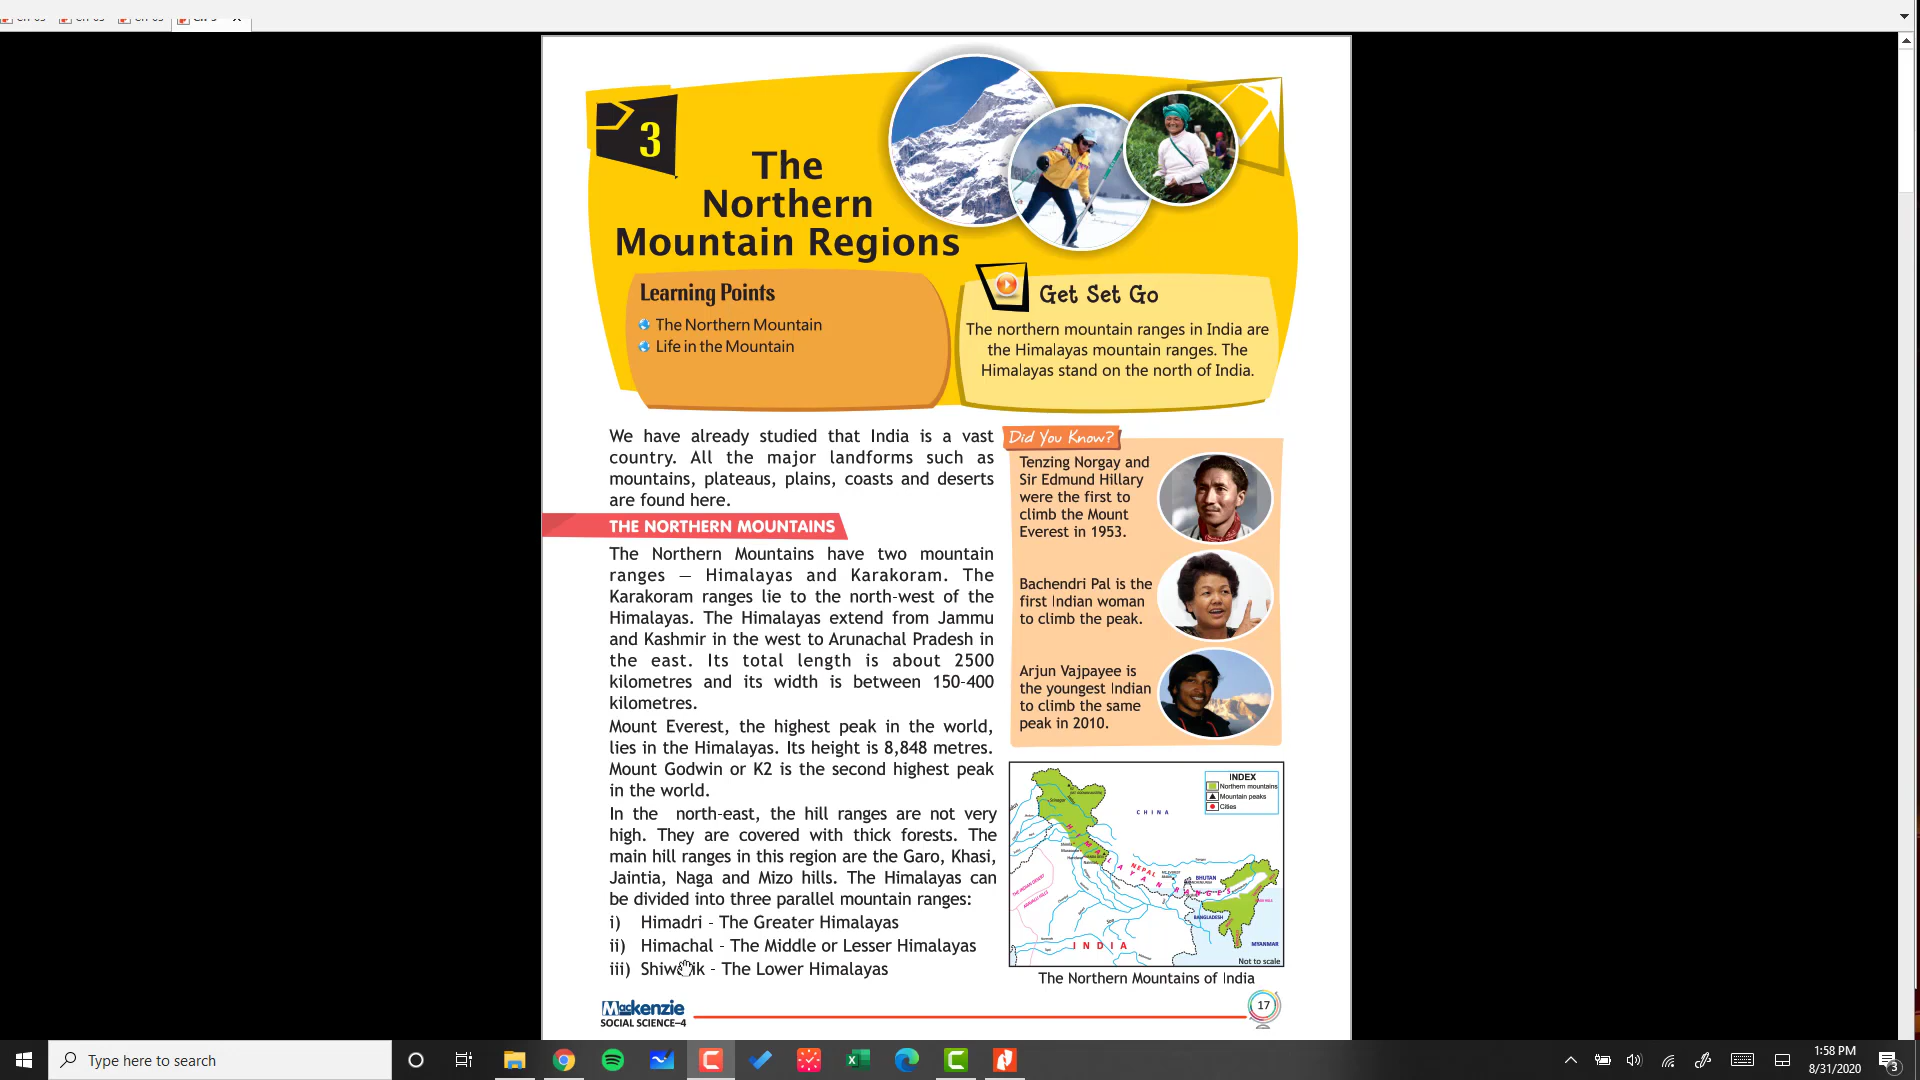 3
The
Northern
Mountain Regions
Learning Points
The Northern Mountain
Life in the Mountain
Get Set Go
The northern mountain ranges in India are
the Himalayas mountain ranges. The
Himalayas stand on the north of India.
We have already studied that India is a vast
country. All the major landforms such as
mountains, plateaus, plains, coasts and deserts
are found here.
THE NORTHERN MOUNTAINS
The Northern Mountains have two mountain
ranges — Himalayas and Karakoram. The
Karakoram ranges lie to the north-west of the
Himalayas. The Himalayas extend from Jammu
and Kashmir in the west to Arunachal Pradesh in
the east. Its total length is about 2500
kilometres and its width is between 150-400
kilometres.
Mount Everest, the highest peak in the world,
lies in the Himalayas. Its height is 8,848 metres.
Mount Godwin or K2 is the second highest peak
in the world.
In the north-east, the hill ranges are not very
high. They are covered with thick forests. The
main hill ranges in this region are the Garo, Khasi,
Jaintia, Naga and Mizo hills. The Himalayas can
be divided into three parallel mountain ranges:
i) Himadri - The Greater Himalayas
ii) Himachal - The Middle or Lesser Himalayas
iii) Shiwalik - The Lower Himalayas
Did You Know?
Tenzing Norgay and
Sir Edmund Hillary
were the first to
climb the Mount
Everest in 1953.
Bachendri Pal is the
first Indian woman
to climb the peak.
Arjun Vajpayee is
the youngest Indian
to climb the same
peak in 2010.
INDEX
Northern mountains
Mountain peaks
Cities
CHINA
HIMALAYAN RANGES
NEPAL
BHUTAN
BANGLADESH
INDIA
MYANMAR
Not to scale
The Northern Mountains of India
Mackenzie
SOCIAL SCIENCE–4
17
Type here to search
1:58 PM
8/31/2020
3